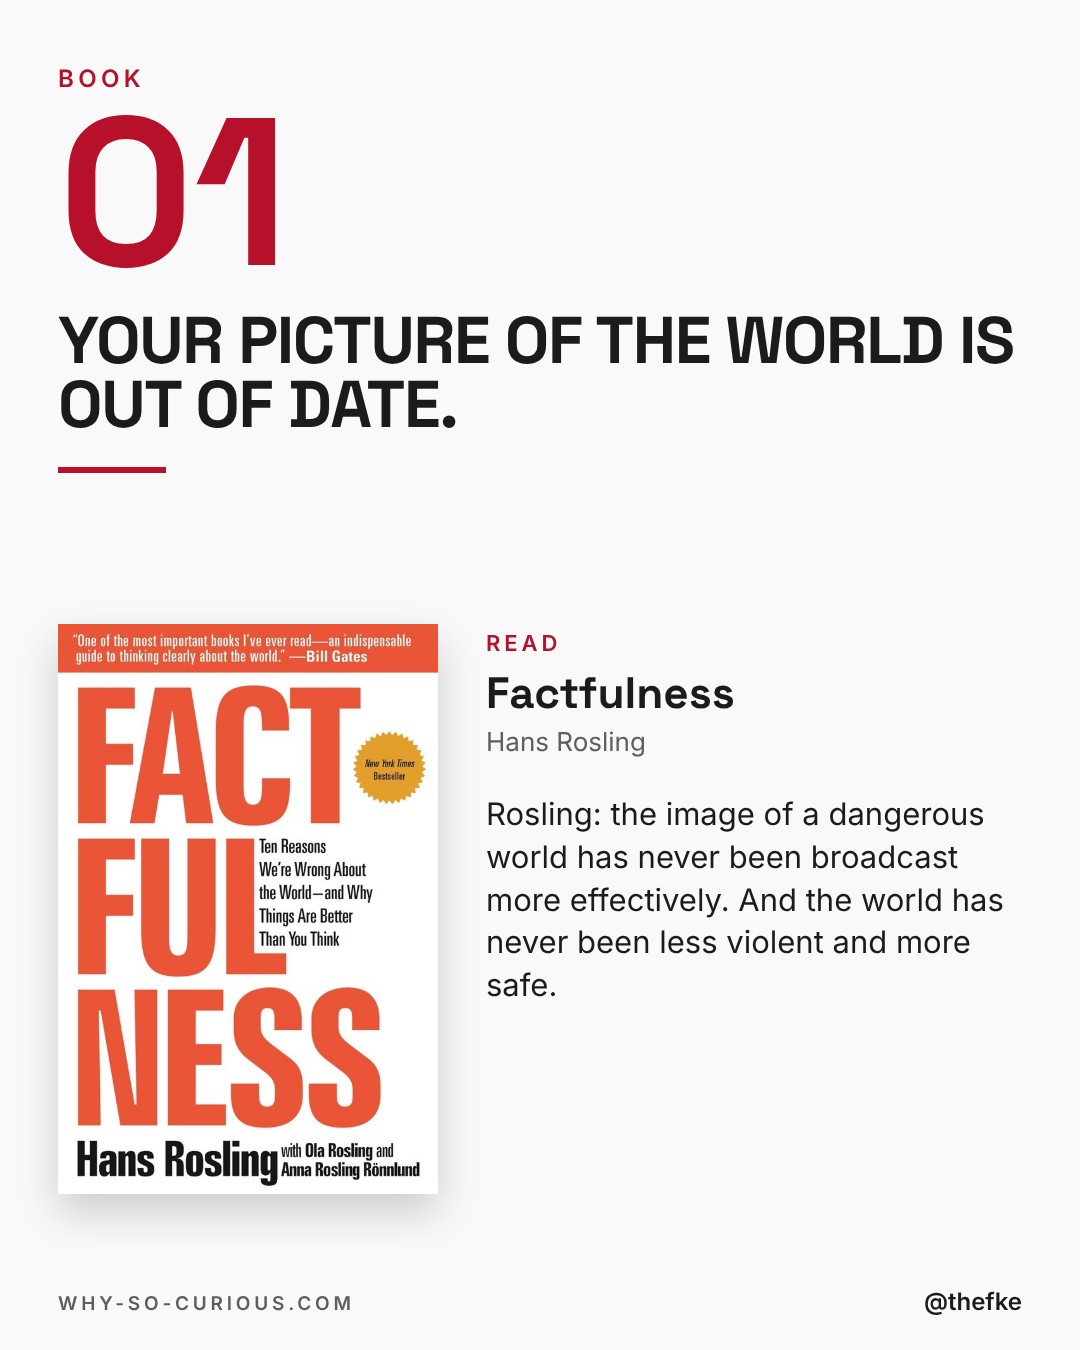 BOOK
01
YOUR PICTURE OF THE WORLD IS
OUT OF DATE.
"One of the most important books I've ever read—an indispensable
guide to thinking clearly about the world." —Bill Gates
FACT
New York Times
Bestseller
FUL
Ten Reasons
We're Wrong About
the World—and Why
Things Are Better
Than You Think
NESS
Hans Rosling with Ola Rosling and
Anna Rosling Rönnlund
READ
Factfulness
Hans Rosling
Rosling: the image of a dangerous
world has never been broadcast
more effectively. And the world has
never been less violent and more
safe.
WHY-SO-CURIOUS.COM
@thefke